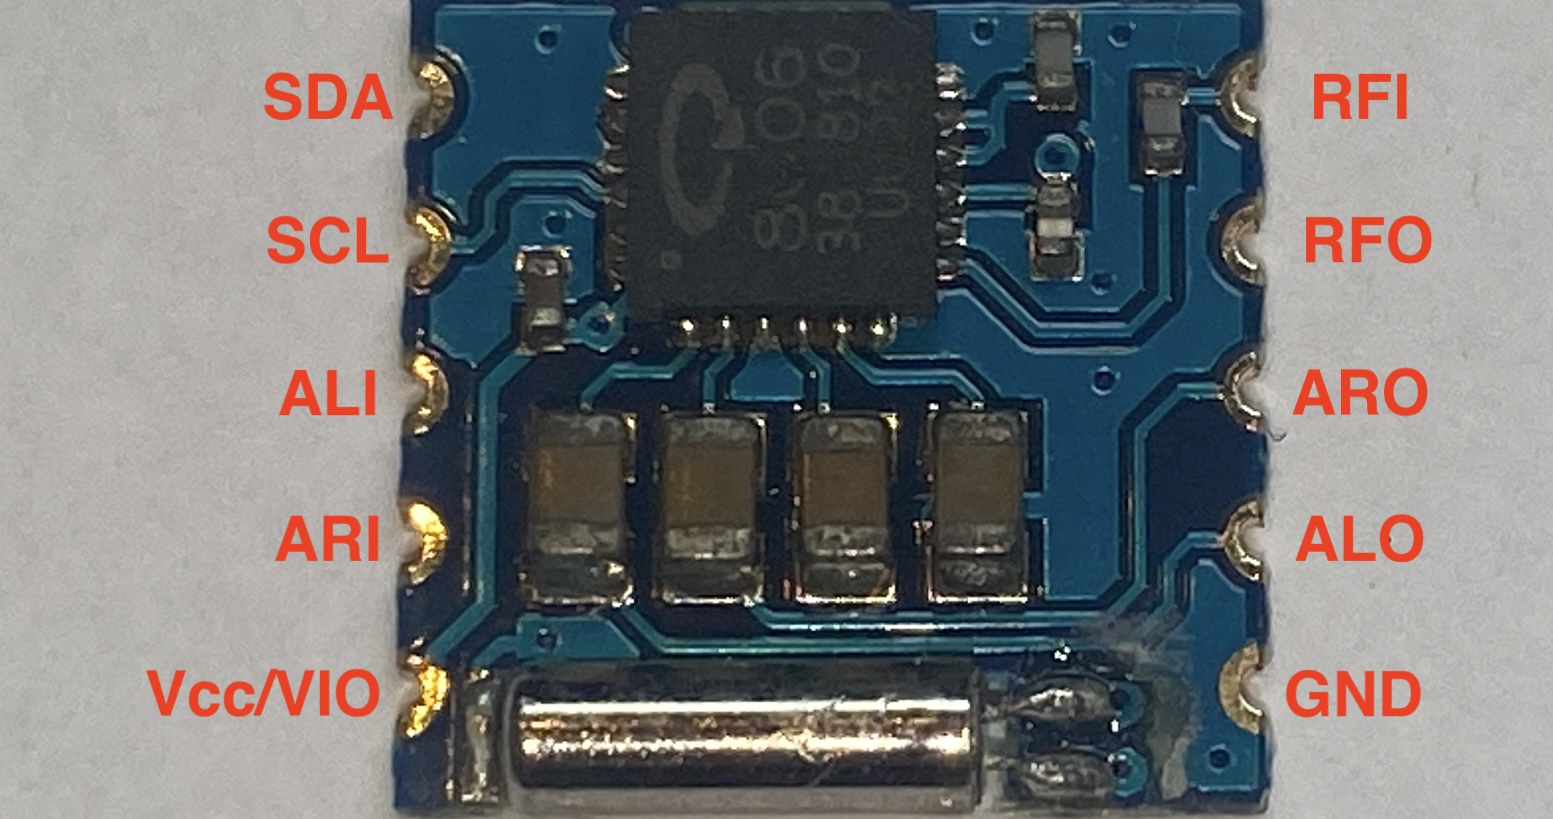 SDA
RFI
SCL
RFO
ALI
ARO
ARI
ALO
Vcc/VIO
GND